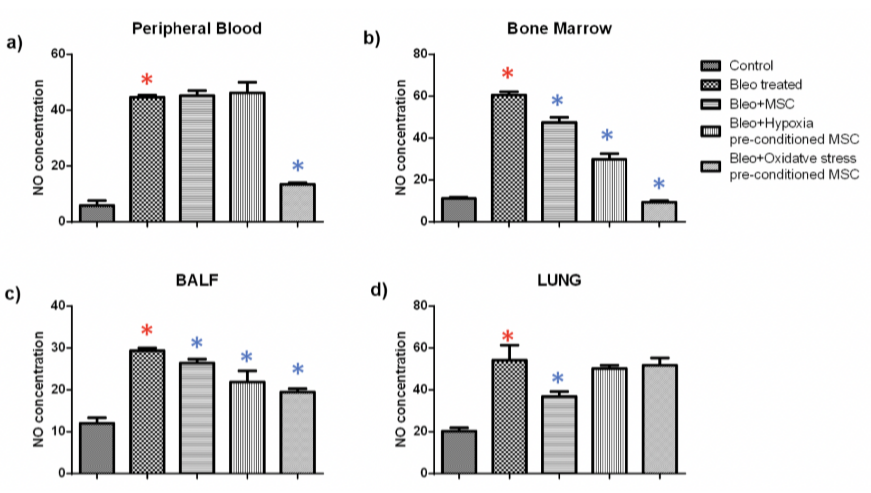 a)
Peripheral Blood
NO concentration
60
40
20
0
*
*
b)
Bone Marrow
NO concentration
80
60
40
20
0
*
*
*
*
Control
Bleo treated
Bleo+MSC
Bleo+Hypoxia
pre-conditioned MSC
Bleo+Oxidatve stress
pre-conditioned MSC
c)
BALF
NO concentration
40
30
20
10
0
*
*
*
*
d)
LUNG
NO concentration
80
60
40
20
0
*
*